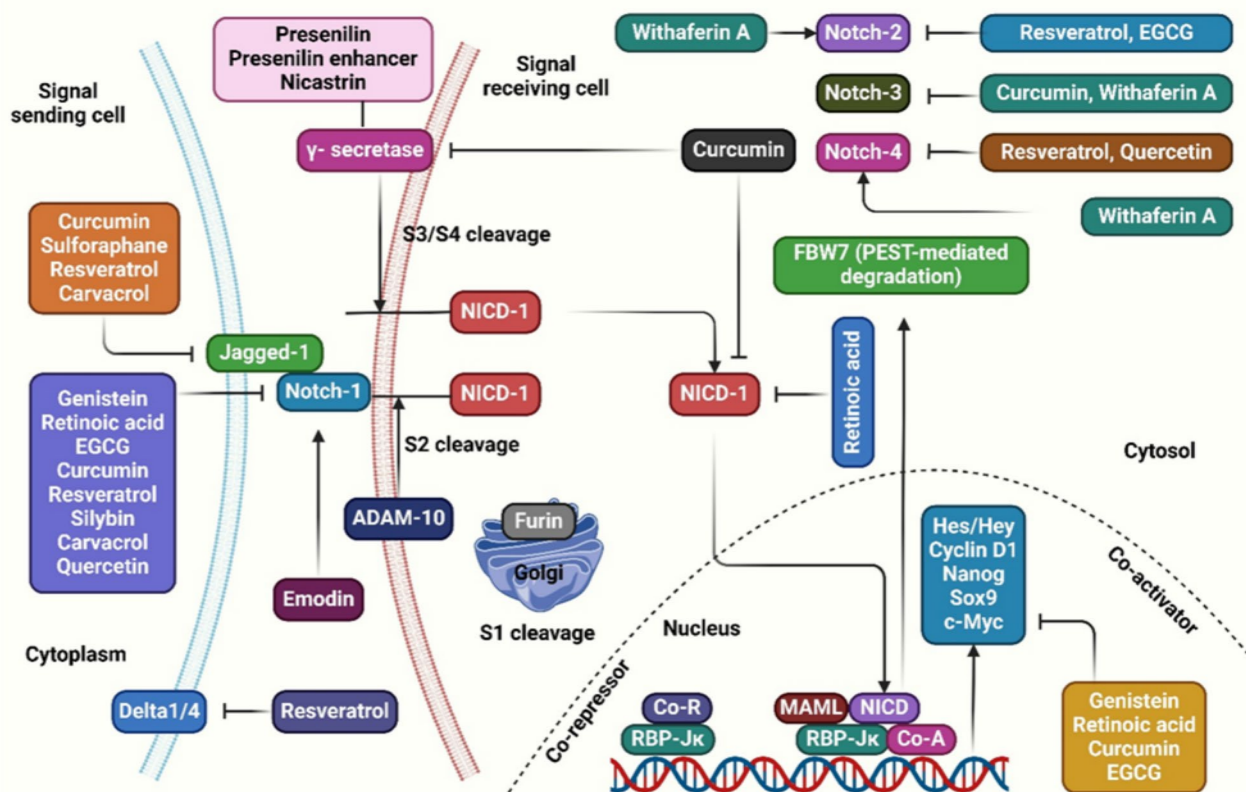 Signal
sending cell
Presenilin
Presenilin enhancer
Nicastrin
γ- secretase
Signal
receiving cell
Withaferin A
Notch-2
Resveratrol, EGCG
Notch-3
Curcumin, Withaferin A
Curcumin
Notch-4
Resveratrol, Quercetin
Withaferin A
Curcumin
Sulforaphane
Resveratrol
Carvacrol
S3/S4 cleavage
FBW7 (PEST-mediated
degradation)
NICD-1
Jagged-1
Notch-1
NICD-1
NICD-1
Retinoic acid
Genistein
Retinoic acid
EGCG
Curcumin
Resveratrol
Silybin
Carvacrol
Quercetin
S2 cleavage
ADAM-10
Furin
Golgi
S1 cleavage
Emodin
Cytosol
Hes/Hey
Cyclin D1
Nanog
Sox9
c-Myc
Co-activator
Nucleus
Co-repressor
Cytoplasm
Delta1/4
Resveratrol
Co-R
RBP-Jκ
MAML
NICD
RBP-Jκ
Co-A
Genistein
Retinoic acid
Curcumin
EGCG